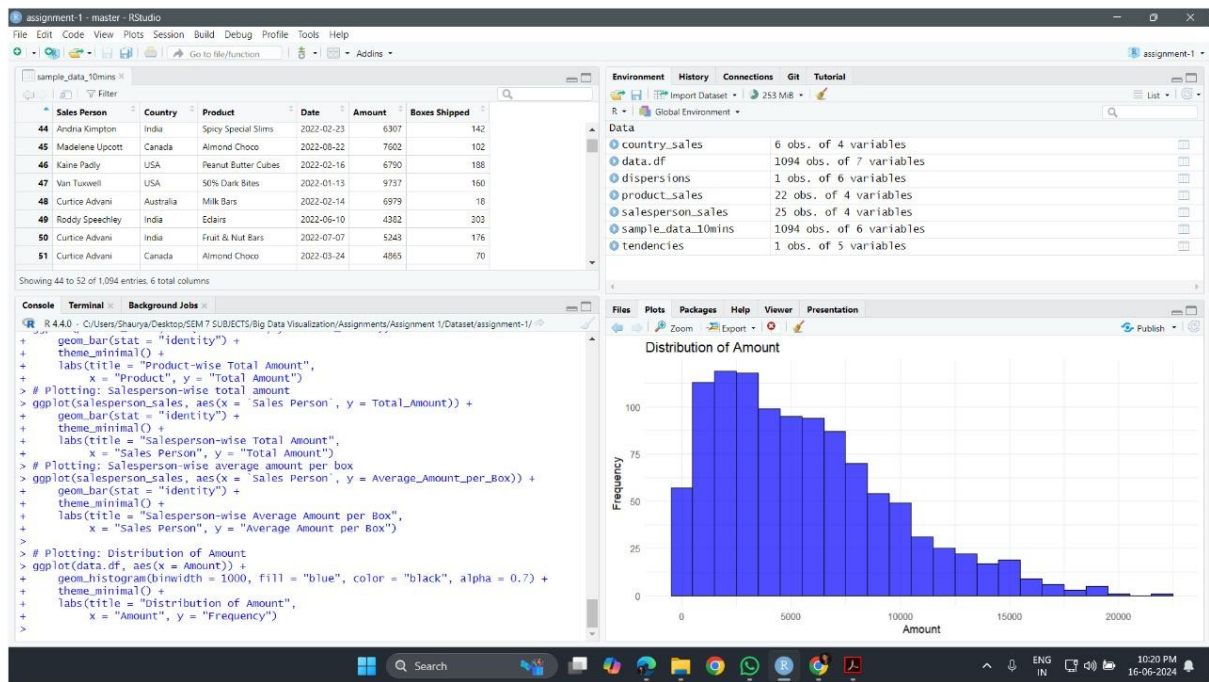 assignment-1 - master - RStudio
File Edit Code View Plots Session Build Debug Profile Tools Help
Go to file/function Addins assignment-1
sample_data_10mins
Filter
Sales Person Country Product Date Amount Boxes Shipped
44 Andria Kimpton India Spicy Special Slims 2022-02-23 6307 142
45 Madelene Upcott Canada Almond Choco 2022-08-22 7602 102
46 Kaine Padly USA Peanut Butter Cubes 2022-02-16 6790 188
47 Van Tuxwell USA 50% Dark Bites 2022-01-13 9737 160
48 Curtice Advani Australia Milk Bars 2022-02-14 6979 18
49 Roddy Speechley India Eclairs 2022-06-10 4382 303
50 Curtice Advani India Fruit & Nut Bars 2022-07-07 5243 176
51 Curtice Advani Canada Almond Choco 2022-03-24 4865 70
Showing 44 to 52 of 1,094 entries, 6 total columns
Environment History Connections Git Tutorial
Import Dataset 253 MiB List
R Global Environment
Data
country_sales 6 obs. of 4 variables
data.df 1094 obs. of 7 variables
dispersions 1 obs. of 6 variables
product_sales 22 obs. of 4 variables
salesperson_sales 25 obs. of 4 variables
sample_data_10mins 1094 obs. of 6 variables
tendencies 1 obs. of 5 variables
Console Terminal Background Jobs
R 4.4.0 · C:/Users/Shaurya/Desktop/SEM 7 SUBJECTS/Big Data Visualization/Assignments/Assignment 1/Dataset/assignment-1/
+ geom_bar(stat = "identity") +
+ theme_minimal() +
+ labs(title = "Product-wise Total Amount",
+ x = "Product", y = "Total Amount")
> # Plotting: Salesperson-wise total amount
> ggplot(salesperson_sales, aes(x = `Sales Person`, y = Total_Amount)) +
+ geom_bar(stat = "identity") +
+ theme_minimal() +
+ labs(title = "Salesperson-wise Total Amount",
+ x = "Sales Person", y = "Total Amount")
> # Plotting: Salesperson-wise average amount per box
> ggplot(salesperson_sales, aes(x = `Sales Person`, y = Average_Amount_per_Box)) +
+ geom_bar(stat = "identity") +
+ theme_minimal() +
+ labs(title = "Salesperson-wise Average Amount per Box",
+ x = "Sales Person", y = "Average Amount per Box")
>
> # Plotting: Distribution of Amount
> ggplot(data.df, aes(x = Amount)) +
+ geom_histogram(binwidth = 1000, fill = "blue", color = "black", alpha = 0.7) +
+ theme_minimal() +
+ labs(title = "Distribution of Amount",
+ x = "Amount", y = "Frequency")
>
Files Plots Packages Help Viewer Presentation
Zoom Export Publish
Distribution of Amount
100
75
50
25
0
Frequency
0 5000 10000 15000 20000
Amount
Search
ENG
IN
10:20 PM
16-06-2024